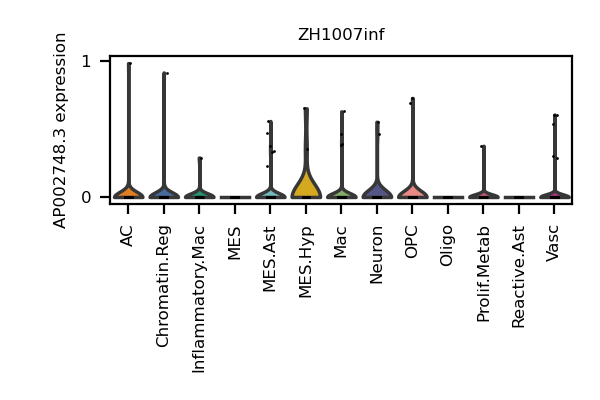 ZH1007inf
AP002748.3 expression
1
0
AC
Chromatin.Reg
Inflammatory.Mac
MES
MES.Ast
MES.Hyp
Mac
Neuron
OPC
Oligo
Prolif.Metab
Reactive.Ast
Vasc